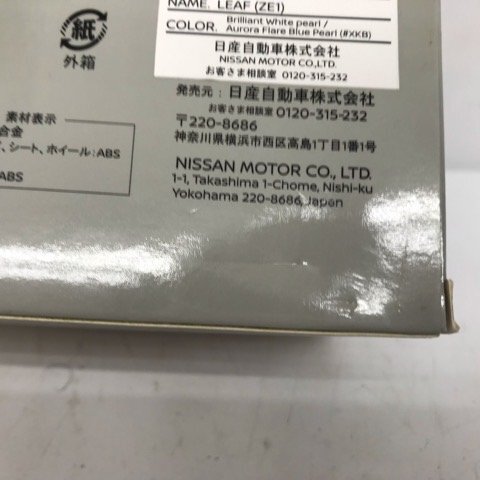 NAME. LEAF (ZE1)
COLOR. Brilliant White pearl /
Aurora Flare Blue Pearl (#XKB)
日産自動車株式会社
NISSAN MOTOR CO.,LTD.
お客さま相談室 0120-315-232
紙
外箱
発売元：日産自動車株式会社
お客さま相談室 0120-315-232
〒220-8686
神奈川県横浜市西区高島1丁目1番1号
NISSAN MOTOR CO., LTD.
1-1, Takashima 1-Chome, Nishi-ku
Yokohama 220-8686, Japan
素材表示
合金
、シート、ホイール：ABS
ABS